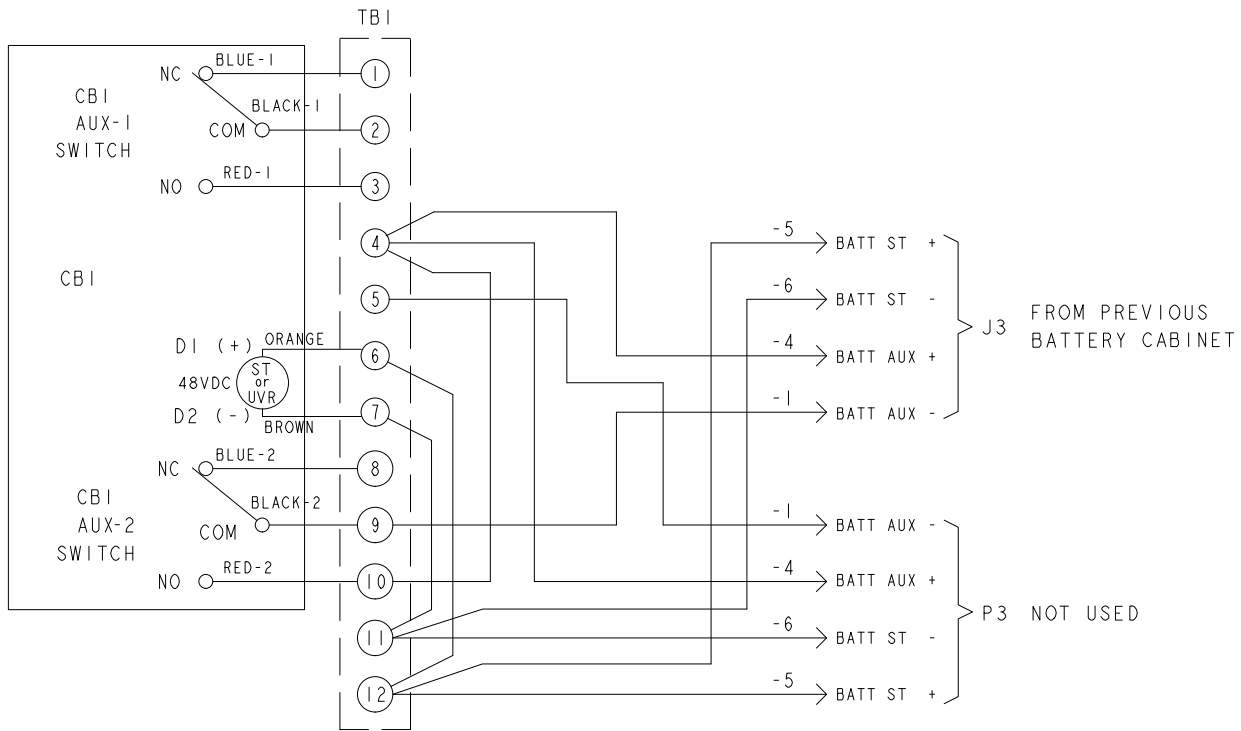 TB1
NC BLUE-1 1
CB1
AUX-1
SWITCH
BLACK-1
COM 2
NO RED-1 3
4
-5 BATT ST +
CB1
5
-6 BATT ST -
J3 FROM PREVIOUS
BATTERY CABINET
D1 (+) ORANGE 6
-4 BATT AUX +
48VDC ST
or
UVR
D2 (-) BROWN 7
-1 BATT AUX -
NC BLUE-2 8
CB1
AUX-2
SWITCH
BLACK-2
COM 9
-1 BATT AUX -
NO RED-2 10
-4 BATT AUX +
P3 NOT USED
11
-6 BATT ST -
12
-5 BATT ST +